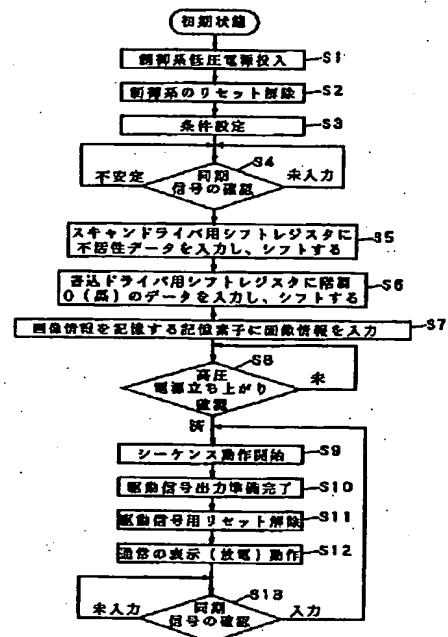 初期状態
制御系低圧電源投入
S1
制御系のリセット解除
S2
条件設定
S3
S4
不安定
同期
信号の確認
未入力
スキャンドライバ用シフトレジスタに
不活性データを入力し、シフトする
S5
書込ドライバ用シフトレジスタに階調
0（黒）のデータを入力し、シフトする
S6
画像情報を記憶する記憶素子に画像情報を入力
S7
S8
高圧
電源立ち上がり
確認
未
済
シーケンス動作開始
S9
駆動信号出力準備完了
S10
駆動信号用リセット解除
S11
通常の表示（放電）動作
S12
S13
未入力
同期
信号の確認
入力